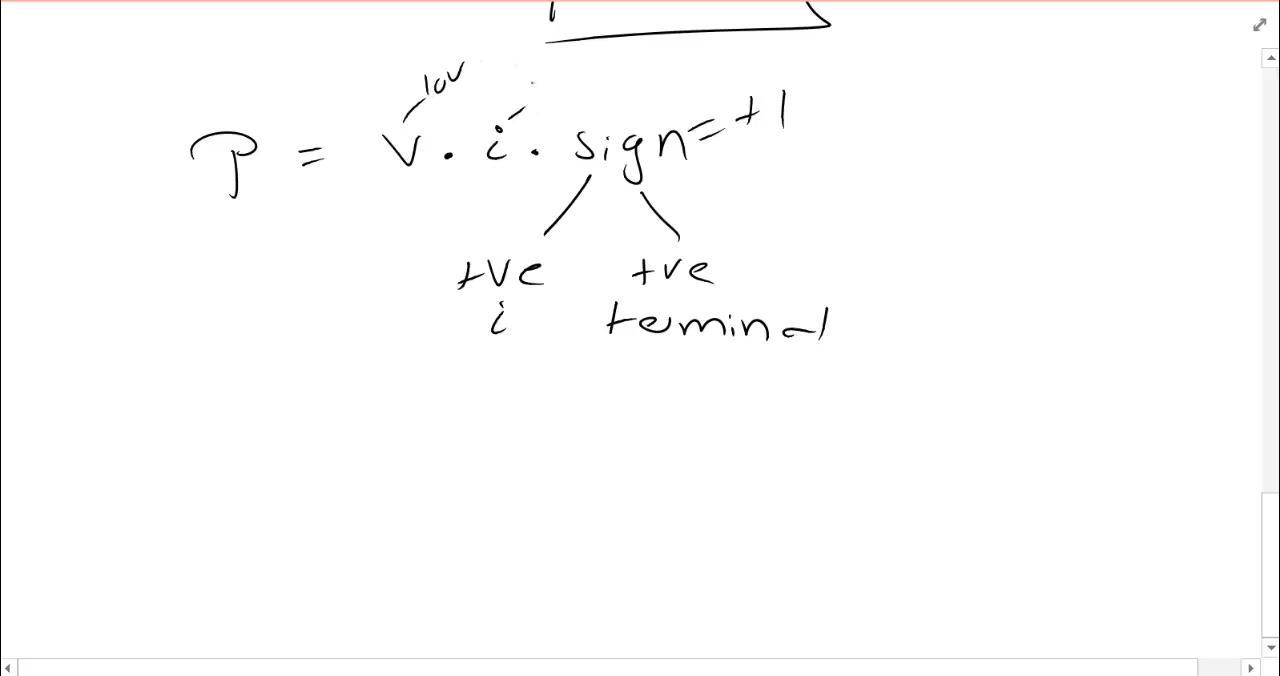 10V
P = V . i . sign = +1
+ve +ve
i terminal